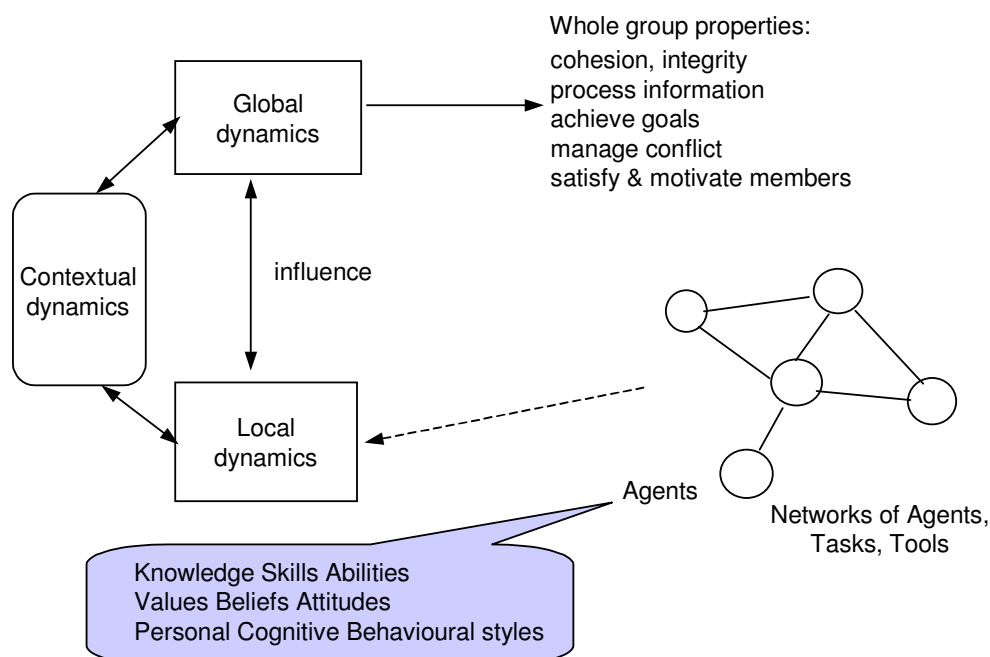 Whole group properties:
cohesion, integrity
process information
achieve goals
manage conflict
satisfy & motivate members
Global
dynamics
Contextual
dynamics
influence
Local
dynamics
Agents
Networks of Agents,
Tasks, Tools
Knowledge Skills Abilities
Values Beliefs Attitudes
Personal Cognitive Behavioural styles